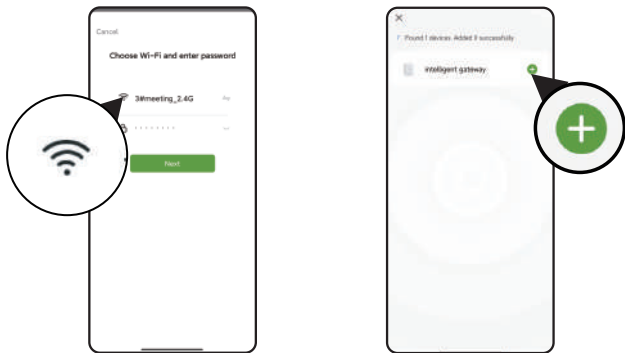 Cancel
Choose Wi-Fi and enter password
3#meeting_2.4G
Next
Found 1 devices. Added 0 successfully
intelligent gateway